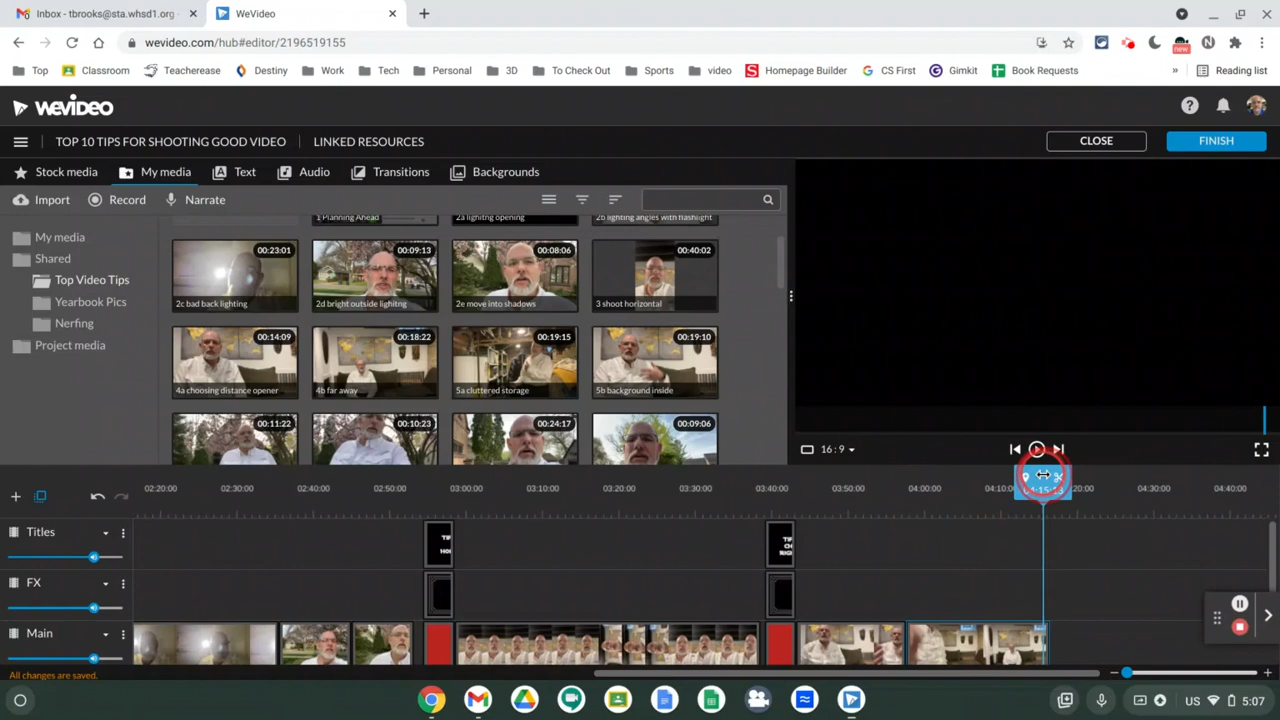 Inbox - tbrooks@sta.whsd1.org
WeVideo
wevideo.com/hub#editor/2196519155
new
Top
Classroom
Teacherease
Destiny
Work
Tech
Personal
3D
To Check Out
Sports
video
Homepage Builder
CS First
Gimkit
Book Requests
»
Reading list
WEVIDEO
TOP 10 TIPS FOR SHOOTING GOOD VIDEO
LINKED RESOURCES
CLOSE
FINISH
Stock media
My media
Text
Audio
Transitions
Backgrounds
Import
Record
Narrate
My media
Shared
Top Video Tips
Yearbook Pics
Nerfing
Project media
1 Planning Ahead
2a lighitng opening
2b lighting angles with flashlight
00:23:01
2c bad back lighting
00:09:13
2d bright outside lighitng
00:08:06
2e move into shadows
00:40:02
3 shoot horizontal
00:14:09
4a choosing distance opener
00:18:22
4b far away
00:19:15
5a cluttered storage
00:19:10
5b background inside
00:11:22
00:10:23
00:24:17
00:09:06
16:9
02:20:00
02:30:00
02:40:00
02:50:00
03:00:00
03:10:00
03:20:00
03:30:00
03:40:00
03:50:00
04:00:00
04:30:00
04:40:00
Titles
FX
Main
All changes are saved.
US
5:07